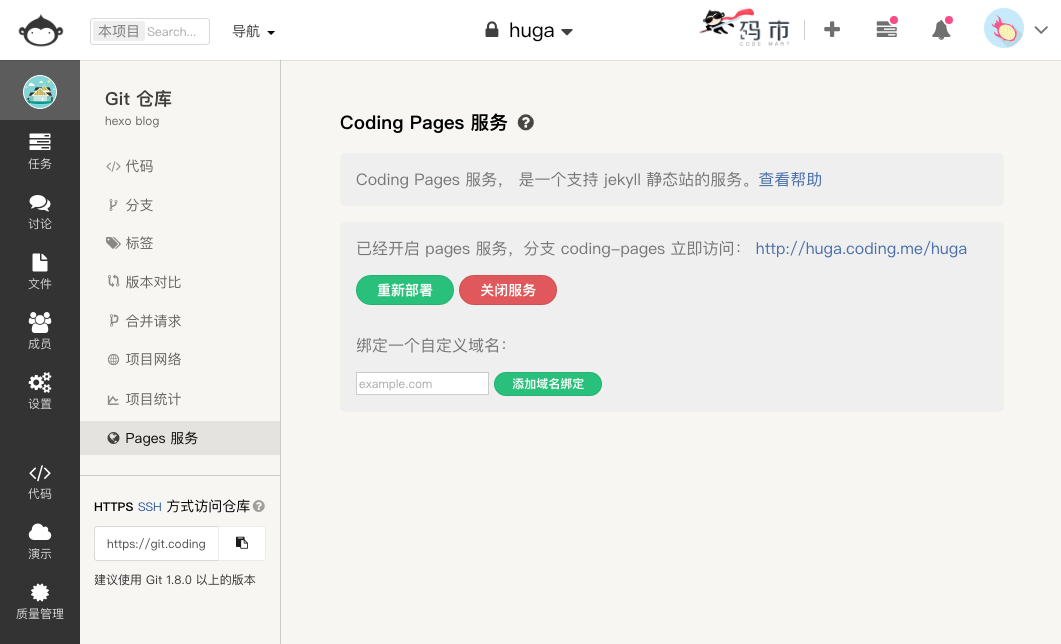 本项目 Search...
导航
huga
码市
CODE MART
任务
讨论
文件
成员
设置
代码
演示
质量管理
Git 仓库
hexo blog
代码
分支
标签
版本对比
合并请求
项目网络
项目统计
Pages 服务
HTTPS SSH 方式访问仓库
https://git.coding
建议使用 Git 1.8.0 以上的版本
Coding Pages 服务
Coding Pages 服务， 是一个支持 jekyll 静态站的服务。查看帮助
已经开启 pages 服务，分支 coding-pages 立即访问： http://huga.coding.me/huga
重新部署 关闭服务
绑定一个自定义域名：
example.com 添加域名绑定